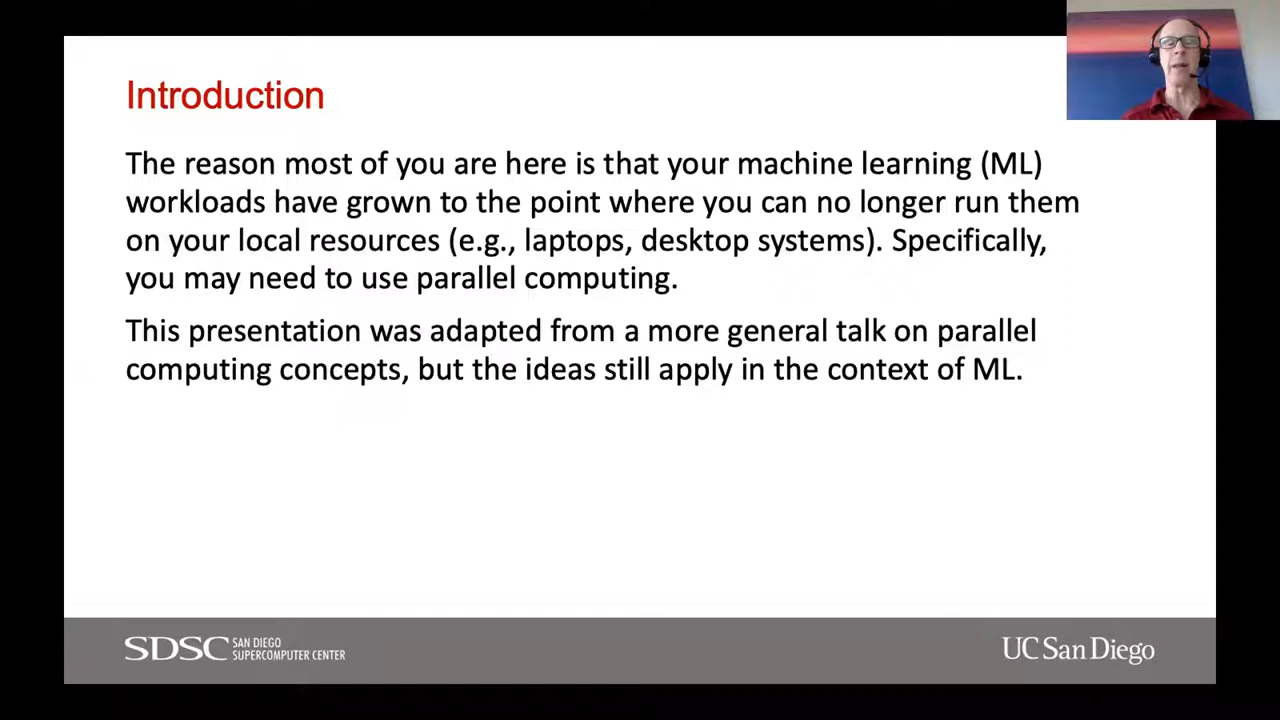 Introduction
The reason most of you are here is that your machine learning (ML)
workloads have grown to the point where you can no longer run them
on your local resources (e.g., laptops, desktop systems). Specifically,
you may need to use parallel computing.
This presentation was adapted from a more general talk on parallel
computing concepts, but the ideas still apply in the context of ML.
SDSC SAN DIEGO
SUPERCOMPUTER CENTER
UC San Diego